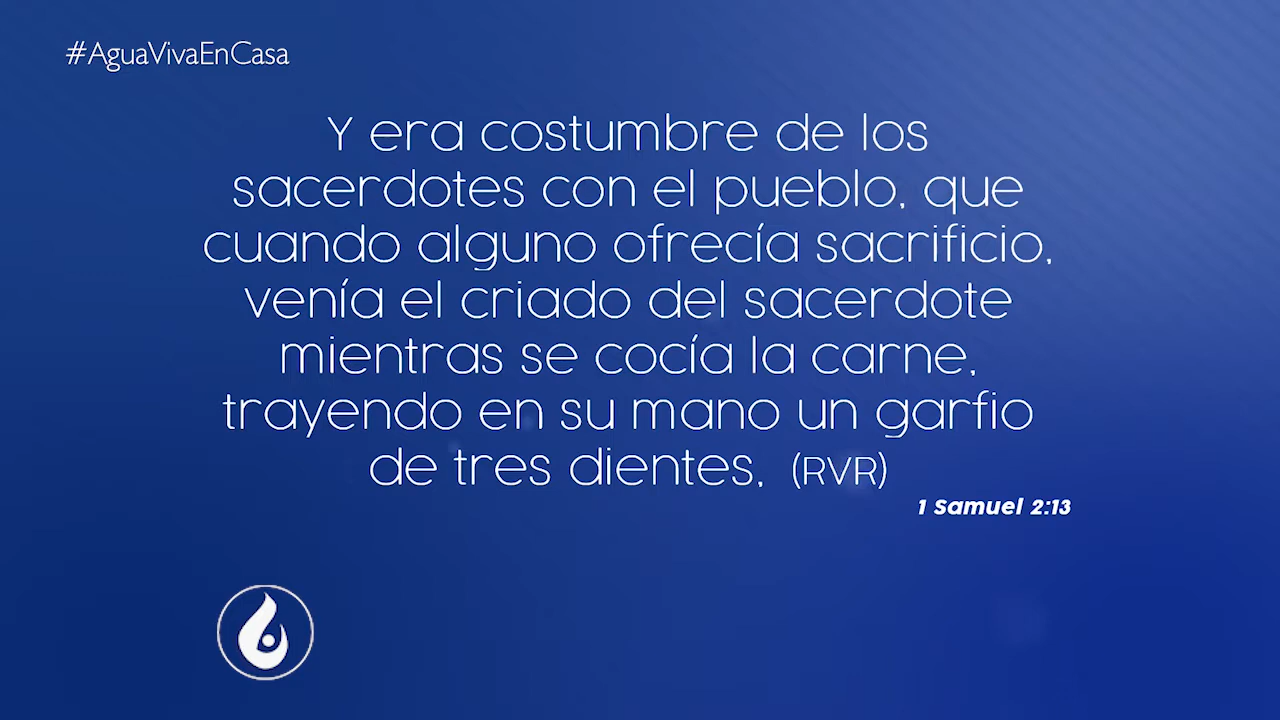 #AguaVivaEnCasa
Y era costumbre de los
sacerdotes con el pueblo, que
cuando alguno ofrecía sacrificio,
venía el criado del sacerdote
mientras se cocía la carne,
trayendo en su mano un garfio
de tres dientes, (RVR)
1 Samuel 2:13